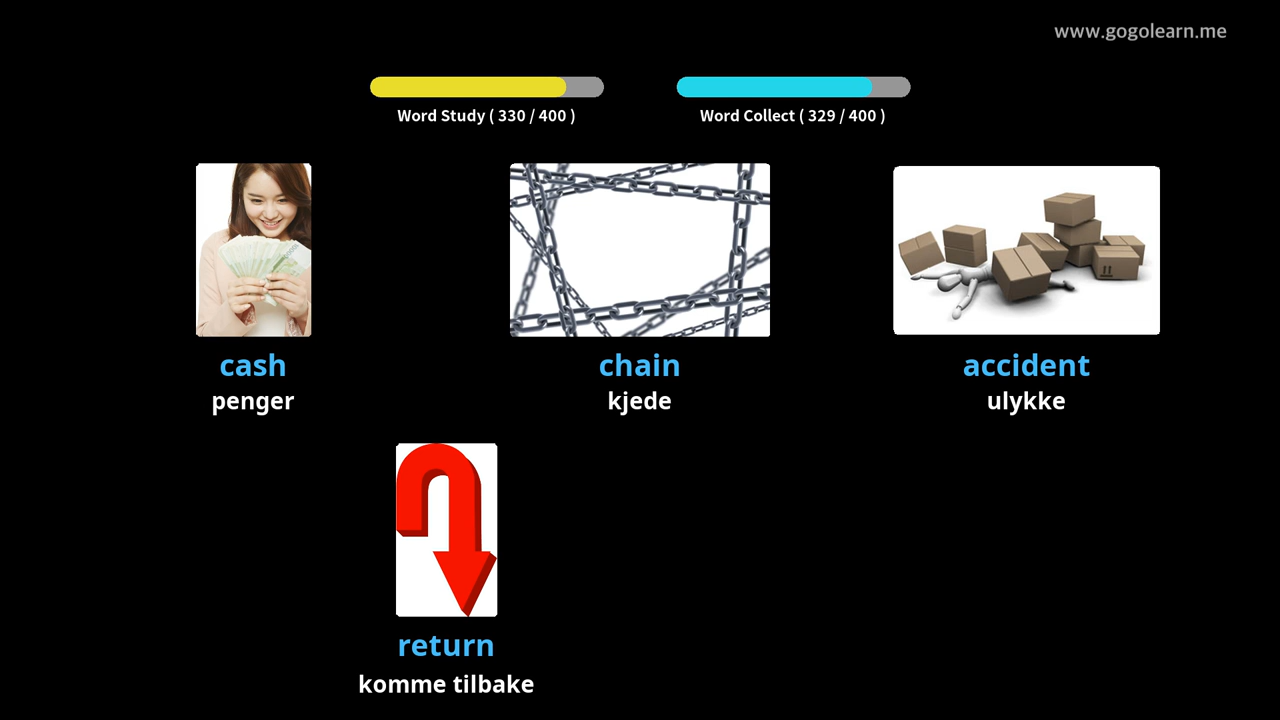 www.gogolearn.me
Word Study ( 330 / 400 )
Word Collect ( 329 / 400 )
cash
penger
chain
kjede
accident
ulykke
return
komme tilbake